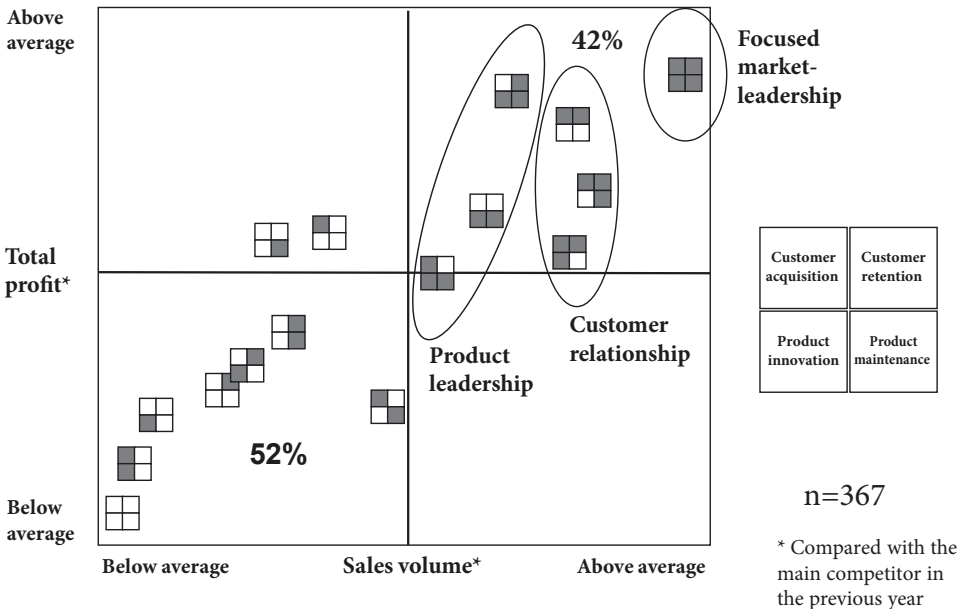 Above
average
42%
Focused
market-
leadership
Total
profit*
Customer
acquisition
Customer
retention
Product
innovation
Product
maintenance
Customer
relationship
Product
leadership
52%
Below
average
n=367
Below average
Sales volume*
Above average
* Compared with the
main competitor in
the previous year